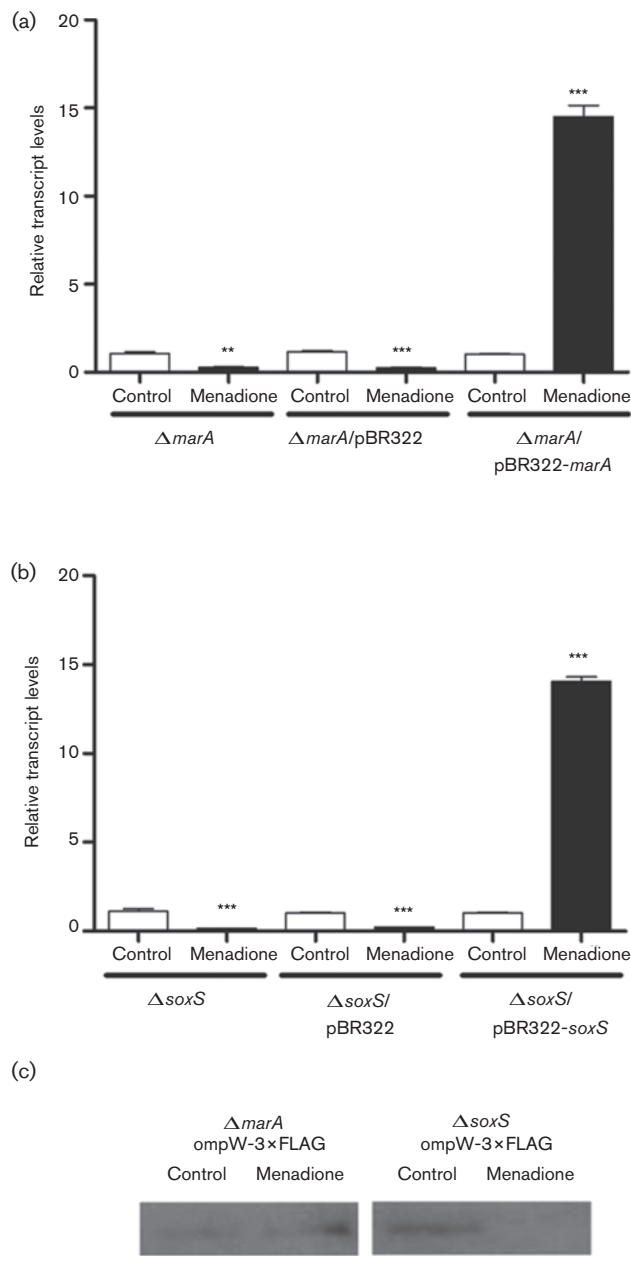 (a)
20
15
10
5
0
Relative transcript levels
**
***
***
Control Menadione Control Menadione Control Menadione
ΔmarA ΔmarA/pBR322 ΔmarA/
pBR322-marA
(b)
20
15
10
5
0
Relative transcript levels
***
***
***
Control Menadione Control Menadione Control Menadione
ΔsoxS ΔsoxS/ ΔsoxS/
pBR322 pBR322-soxS
(c)
ΔmarA ΔsoxS
ompW-3×FLAG ompW-3×FLAG
Control Menadione Control Menadione